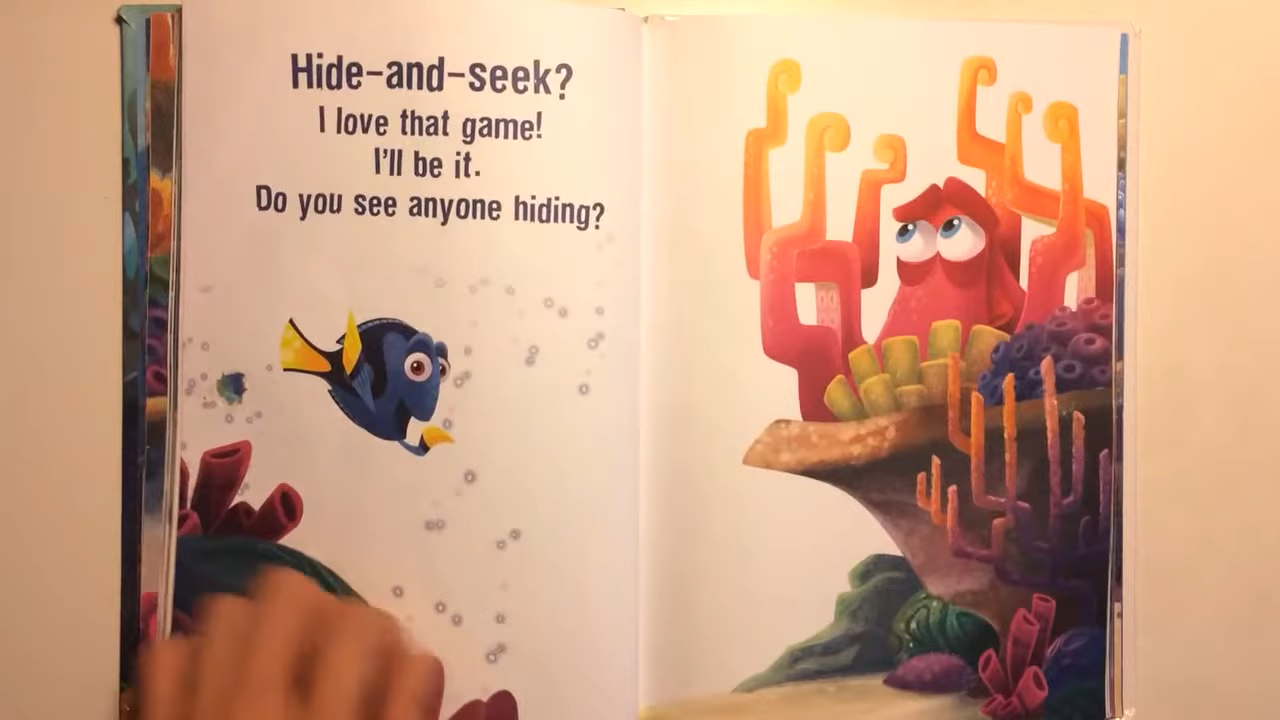 Hide-and-seek?
I love that game!
I'll be it.
Do you see anyone hiding?